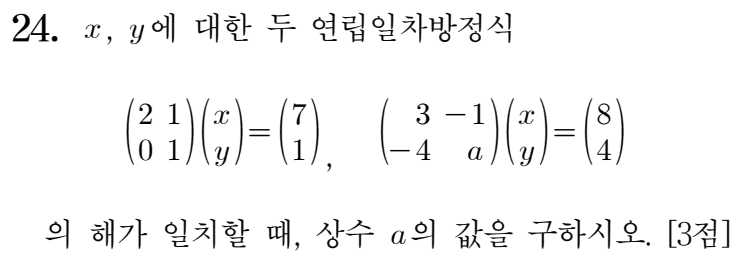 24. x, y에 대한 두 연립일차방정식
(2 1
0 1)(x
y)=(7
1), (3 −1
−4 a)(x
y)=(8
4)
의 해가 일치할 때, 상수 a의 값을 구하시오. [3점]